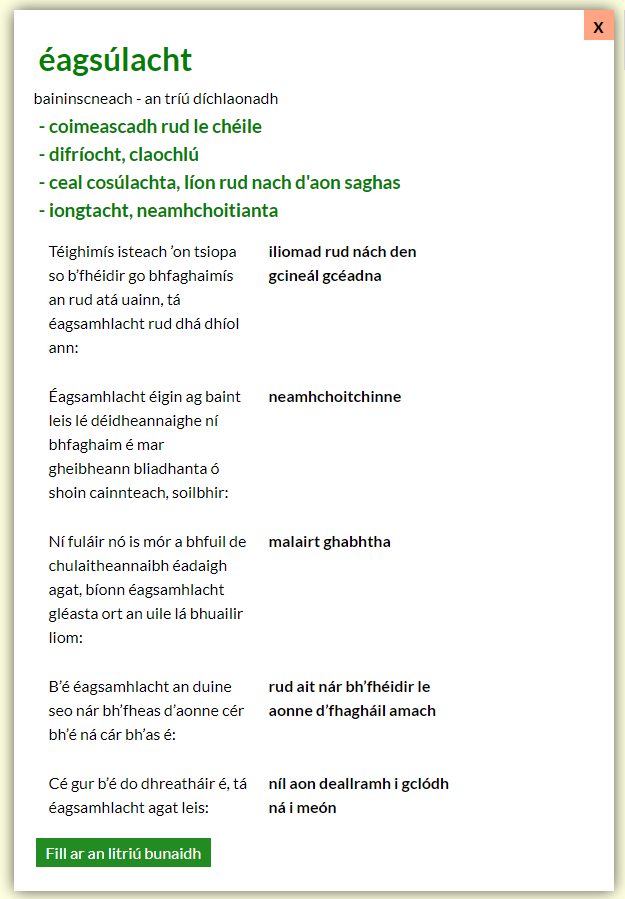 X
éagsúlacht
baininscneach - an tríú díchlaonadh
- coimeascadh rud le chéile
- difríocht, claochlú
- ceal cosúlachta, líon rud nach d'aon saghas
- iongtacht, neamhchoitianta
Téighimís isteach ’on tsiopa
so b’fhéidir go bhfaghaimís
an rud atá uainn, tá
éagsamhlacht rud dhá dhíol
ann:
iliomad rud nách den
gcineál gcéadna
Éagsamhlacht éigin ag baint
leis lé déidheannaighe ní
bhfaghaim é mar
gheibheann bliadhanta ó
shoin cainnteach, soilbhir:
neamhchoitchinne
Ní fuláir nó is mór a bhfuil de
chulaitheannaibh éadaigh
agat, bíonn éagsamhlacht
gléasta ort an uile lá bhuailir
liom:
malairt ghabhtha
B’é éagsamhlacht an duine
seo nár bh’fheas d’aonne cér
bh’é ná cár bh’as é:
rud ait nár bh’fhéidir le
aonne d’fhagháil amach
Cé gur b’é do dhreatháir é, tá
éagsamhlacht agat leis:
níl aon deallramh i gclódh
ná i meón
Fill ar an litriú bunaidh